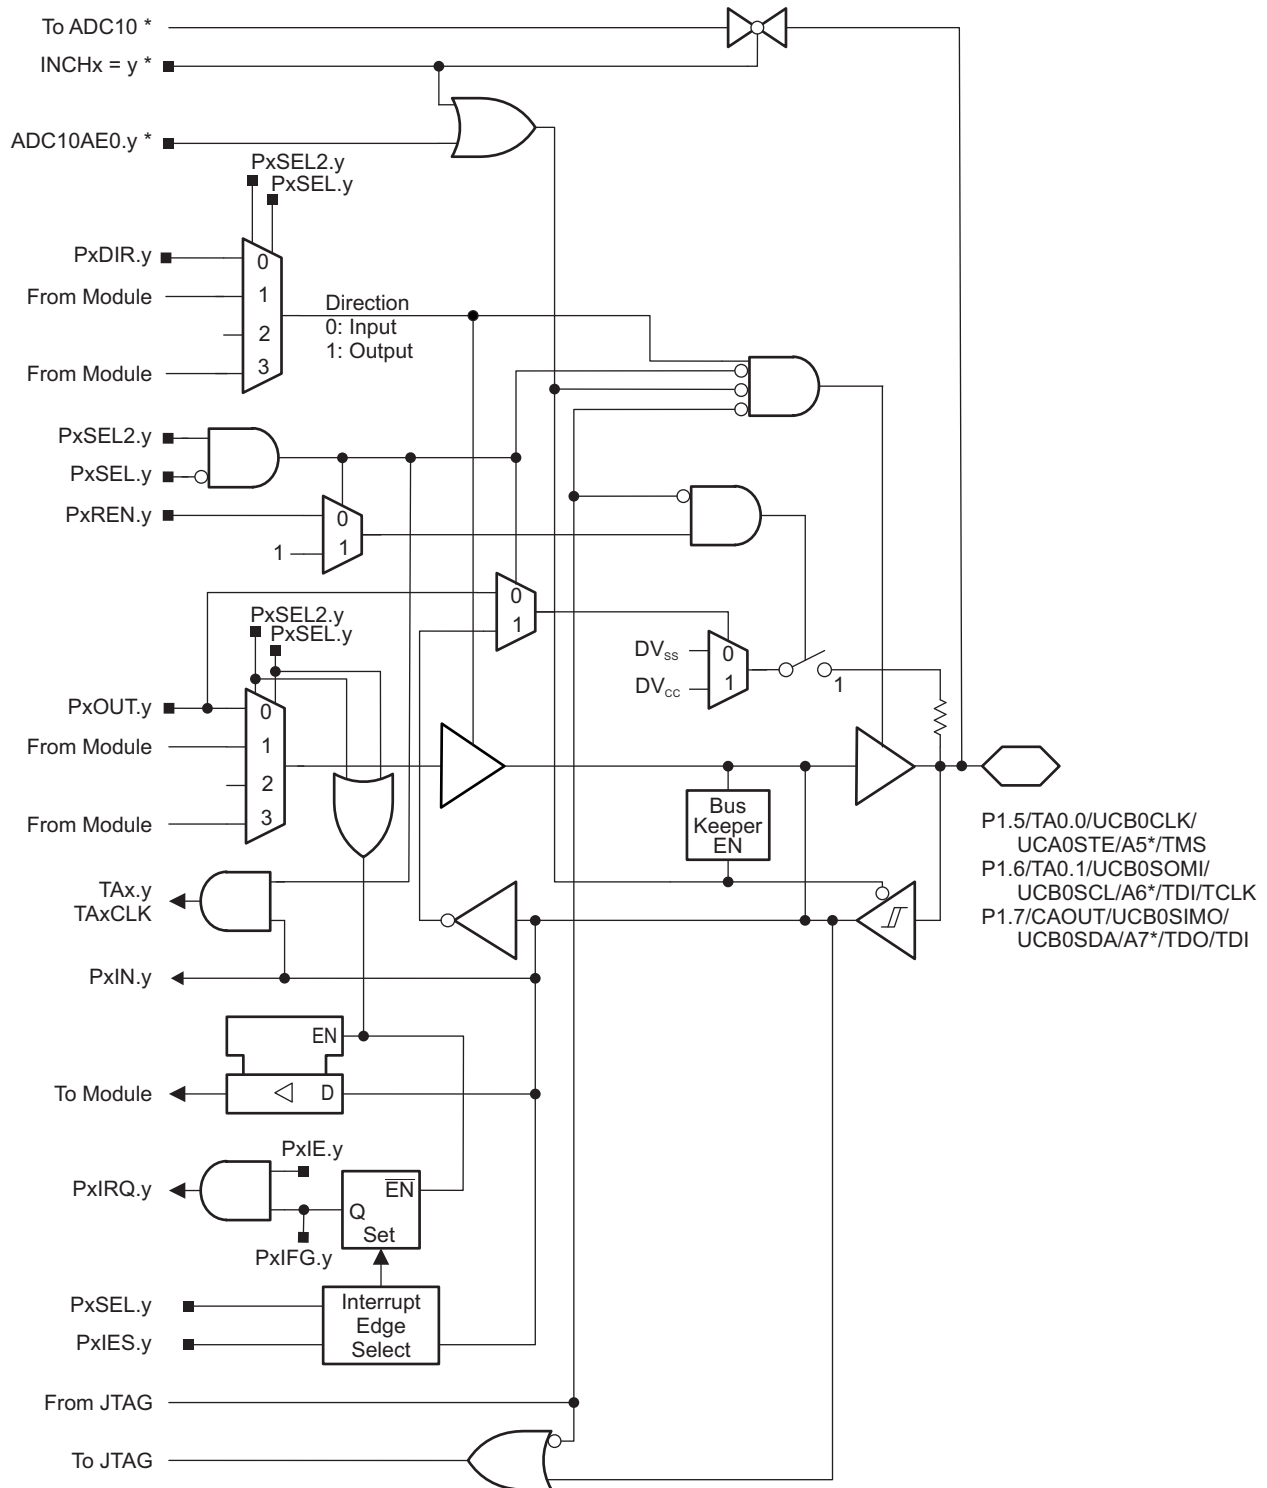 To ADC10 *
INCHx = y *
ADC10AE0.y *
PxSEL2.y
PxSEL.y
PxDIR.y
0
From Module
1
2
From Module
3
Direction
0: Input
1: Output
PxSEL2.y
PxSEL.y
PxREN.y
0
1
1
0
1
PxSEL2.y
PxSEL.y
DVSS
0
DVCC
1
1
PxOUT.y
0
From Module
1
2
From Module
3
Bus
Keeper
EN
P1.5/TA0.0/UCB0CLK/
UCA0STE/A5*/TMS
P1.6/TA0.1/UCB0SOMI/
UCB0SCL/A6*/TDI/TCLK
P1.7/CAOUT/UCB0SIMO/
UCB0SDA/A7*/TDO/TDI
TAx.y
TAxCLK
PxIN.y
EN
To Module
D
PxIE.y
PxIRQ.y
EN
Q
Set
PxIFG.y
PxSEL.y
PxIES.y
Interrupt
Edge
Select
From JTAG
To JTAG